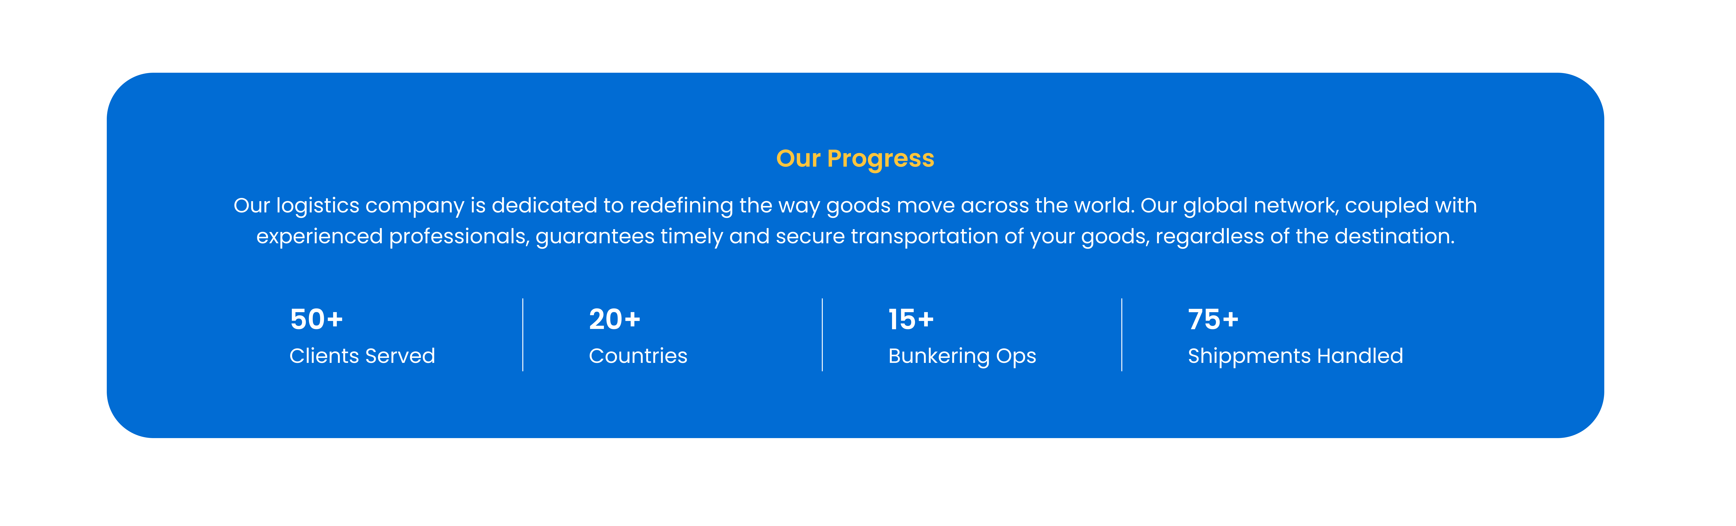 Our Progress
Our logistics company is dedicated to redefining the way goods move across the world. Our global network, coupled with
experienced professionals, guarantees timely and secure transportation of your goods, regardless of the destination.
50+
Clients Served
20+
Countries
15+
Bunkering Ops
75+
Shippments Handled